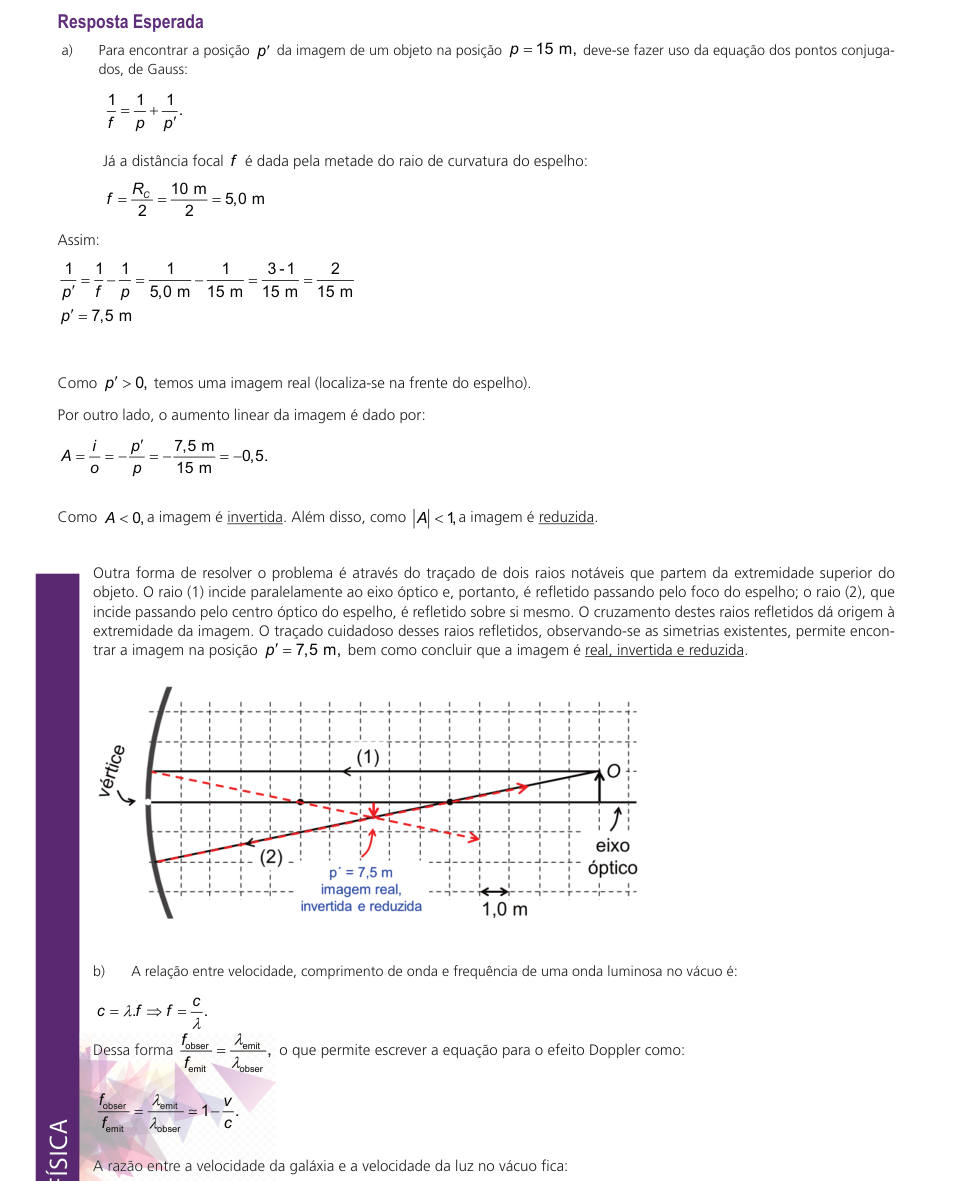 Resposta Esperada
a) Para encontrar a posição p′ da imagem de um objeto na posição p = 15 m, deve-se fazer uso da equação dos pontos conjuga-
dos, de Gauss:
1/f = 1/p + 1/p′.
Já a distância focal f é dada pela metade do raio de curvatura do espelho:
f = R_C/2 = 10 m/2 = 5,0 m
Assim:
1/p′ = 1/f − 1/p = 1/5,0 m − 1/15 m = 3-1/15 m = 2/15 m
p′ = 7,5 m
Como p′ > 0, temos uma imagem real (localiza-se na frente do espelho).
Por outro lado, o aumento linear da imagem é dado por:
A = i/o = −p′/p = −7,5 m/15 m = −0,5.
Como A < 0, a imagem é invertida. Além disso, como |A| < 1, a imagem é reduzida.
Outra forma de resolver o problema é através do traçado de dois raios notáveis que partem da extremidade superior do
objeto. O raio (1) incide paralelamente ao eixo óptico e, portanto, é refletido passando pelo foco do espelho; o raio (2), que
incide passando pelo centro óptico do espelho, é refletido sobre si mesmo. O cruzamento destes raios refletidos dá origem à
extremidade da imagem. O traçado cuidadoso desses raios refletidos, observando-se as simetrias existentes, permite encon-
trar a imagem na posição p′ = 7,5 m, bem como concluir que a imagem é real, invertida e reduzida.
vértice
(1)
O
(2)
eixo
óptico
p´ = 7,5 m
imagem real,
invertida e reduzida
1,0 m
b) A relação entre velocidade, comprimento de onda e frequência de uma onda luminosa no vácuo é:
c = λ.f ⇒ f = c/λ.
Dessa forma f_obser/f_emit = λ_emit/λ_obser, o que permite escrever a equação para o efeito Doppler como:
f_obser/f_emit = λ_emit/λ_obser ≃ 1 − v/c.
A razão entre a velocidade da galáxia e a velocidade da luz no vácuo fica:
FÍSICA